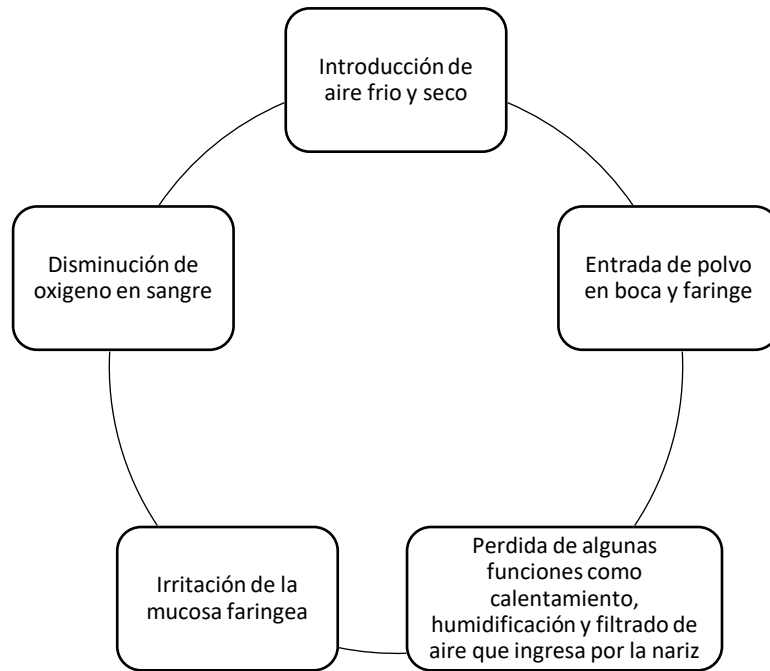 Introducción de
aire frio y seco
Entrada de polvo
en boca y faringe
Perdida de algunas
funciones como
calentamiento,
humidificación y filtrado de
aire que ingresa por la nariz
Irritación de la
mucosa faringea
Disminución de
oxigeno en sangre